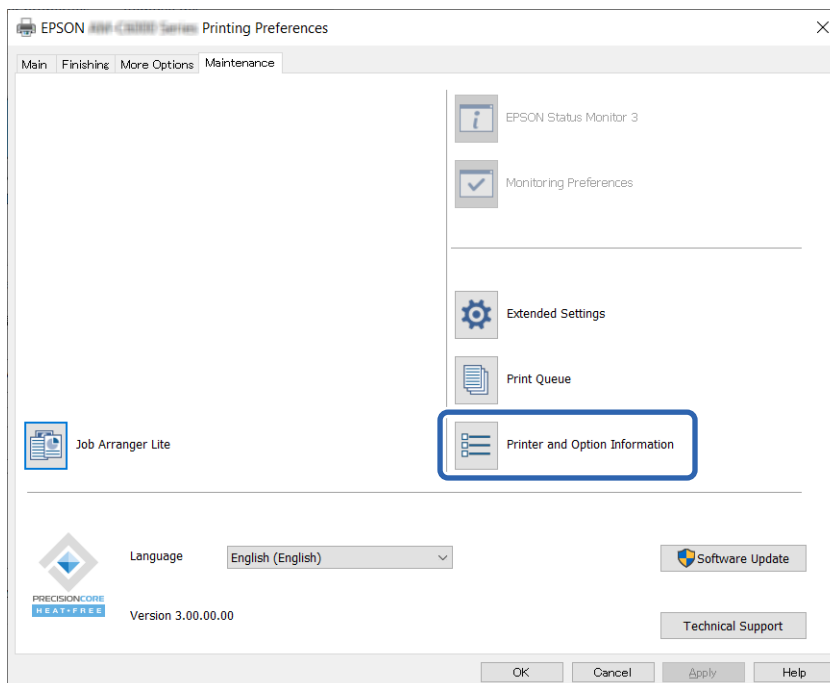 EPSON Printing Preferences
Main Finishing More Options Maintenance
EPSON Status Monitor 3
Monitoring Preferences
Extended Settings
Print Queue
Job Arranger Lite
Printer and Option Information
Language
English (English)
Software Update
PRECISIONCORE
HEAT-FREE
Version 3.00.00.00
Technical Support
OK Cancel Apply Help